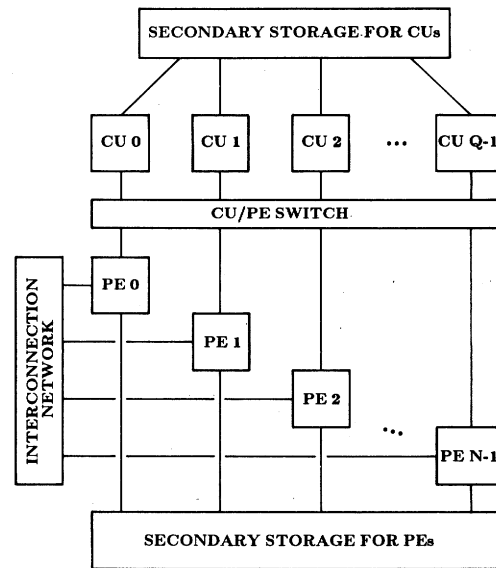 SECONDARY STORAGE FOR CUs
CU 0
CU 1
CU 2
...
CU Q-1
CU/PE SWITCH
PE 0
INTERCONNECTION
NETWORK
PE 1
PE 2
...
PE N-1
SECONDARY STORAGE FOR PEs